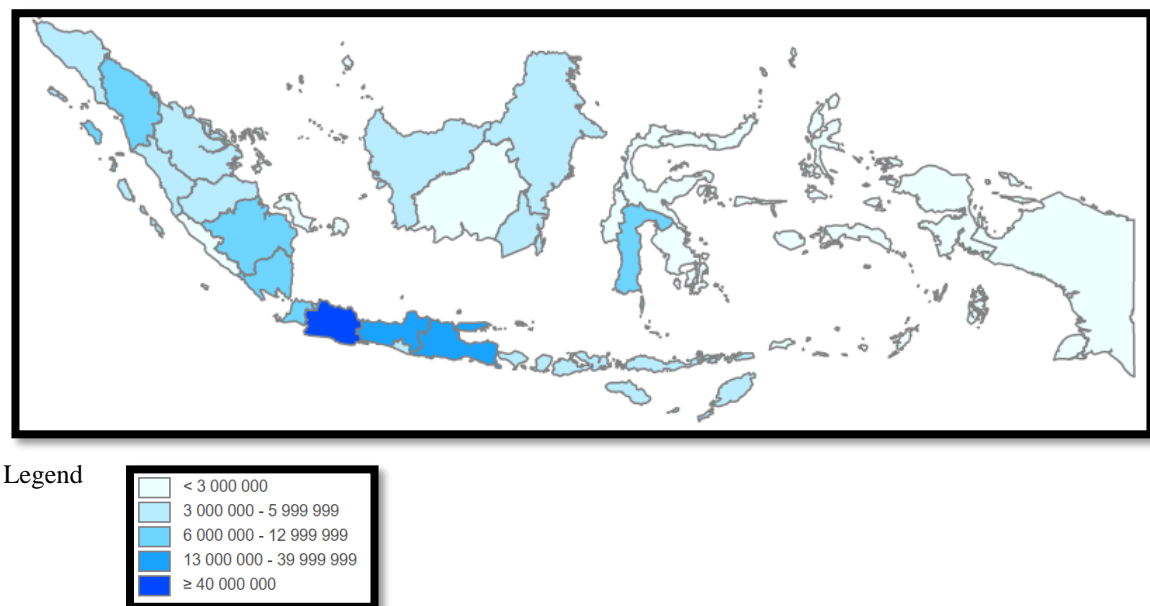 Legend
< 3 000 000
3 000 000 - 5 999 999
6 000 000 - 12 999 999
13 000 000 - 39 999 999
≥ 40 000 000